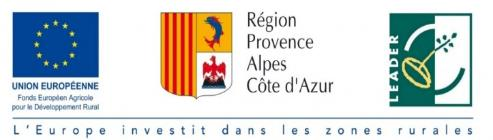 UNION EUROPÉENNE
Fonds Européen Agricole
pour le Développement Rural
Région
Provence
Alpes
Côte d'Azur
LEADER
L'Europe investit dans les zones rurales